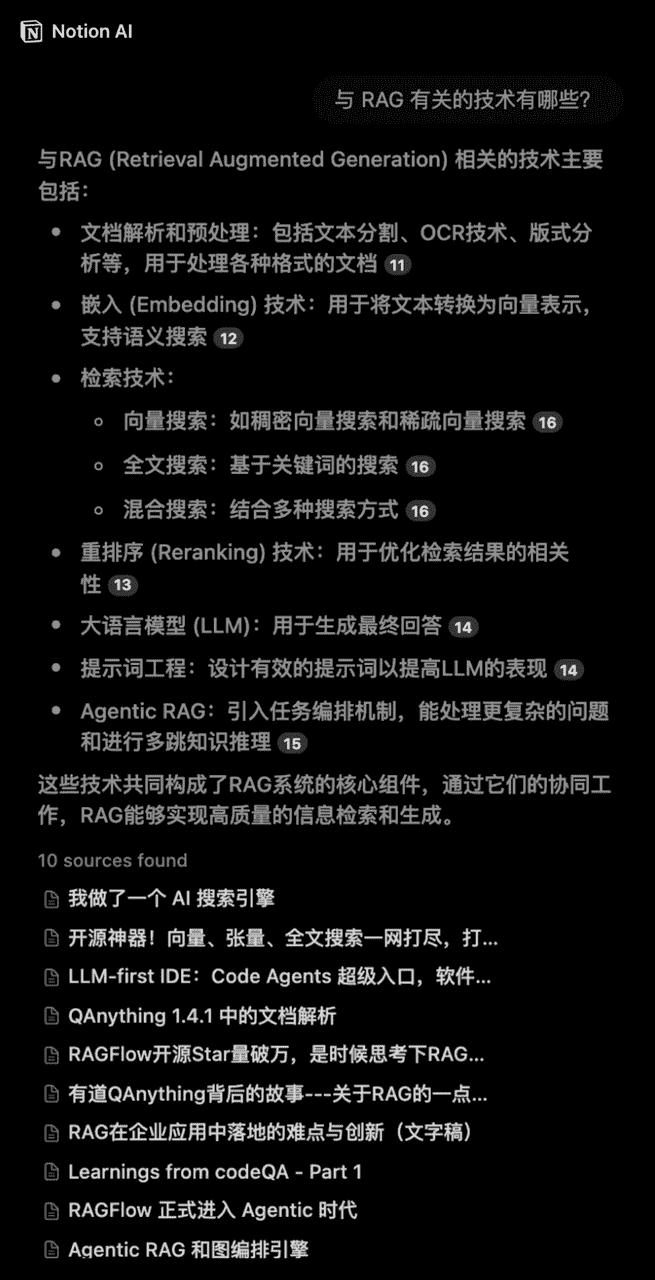 Notion AI
与 RAG 有关的技术有哪些？
与RAG (Retrieval Augmented Generation) 相关的技术主要
包括：
• 文档解析和预处理：包括文本分割、OCR技术、版式分
析等，用于处理各种格式的文档 11
• 嵌入 (Embedding) 技术：用于将文本转换为向量表示，
支持语义搜索 12
• 检索技术：
◦ 向量搜索：如稠密向量搜索和稀疏向量搜索 16
◦ 全文搜索：基于关键词的搜索 16
◦ 混合搜索：结合多种搜索方式 16
• 重排序 (Reranking) 技术：用于优化检索结果的相关
性 13
• 大语言模型 (LLM)：用于生成最终回答 14
• 提示词工程：设计有效的提示词以提高LLM的表现 14
• Agentic RAG：引入任务编排机制，能处理更复杂的问题
和进行多跳知识推理 15
这些技术共同构成了RAG系统的核心组件，通过它们的协同工
作，RAG能够实现高质量的信息检索和生成。
10 sources found
我做了一个 AI 搜索引擎
开源神器！向量、张量、全文搜索一网打尽，打...
LLM-first IDE：Code Agents 超级入口，软件...
QAnything 1.4.1 中的文档解析
RAGFlow开源Star量破万，是时候思考下RAG...
有道QAnything背后的故事---关于RAG的一点...
RAG在企业应用中落地的难点与创新（文字稿）
Learnings from codeQA - Part 1
RAGFlow 正式进入 Agentic 时代
Agentic RAG 和图编排引擎